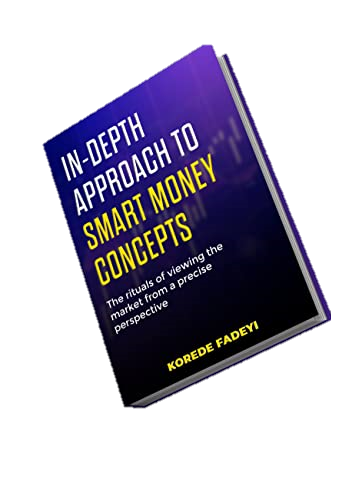 IN-DEPTH
APPROACH TO
SMART MONEY
CONCEPTS
The rituals of viewing the
market from a precise
perspective
KOREDE FADEYI